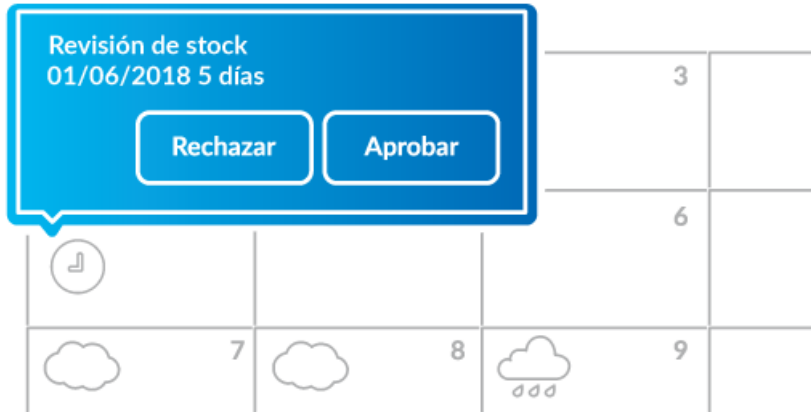 Revisión de stock
01/06/2018 5 días
Rechazar Aprobar
3
6
7 8 9